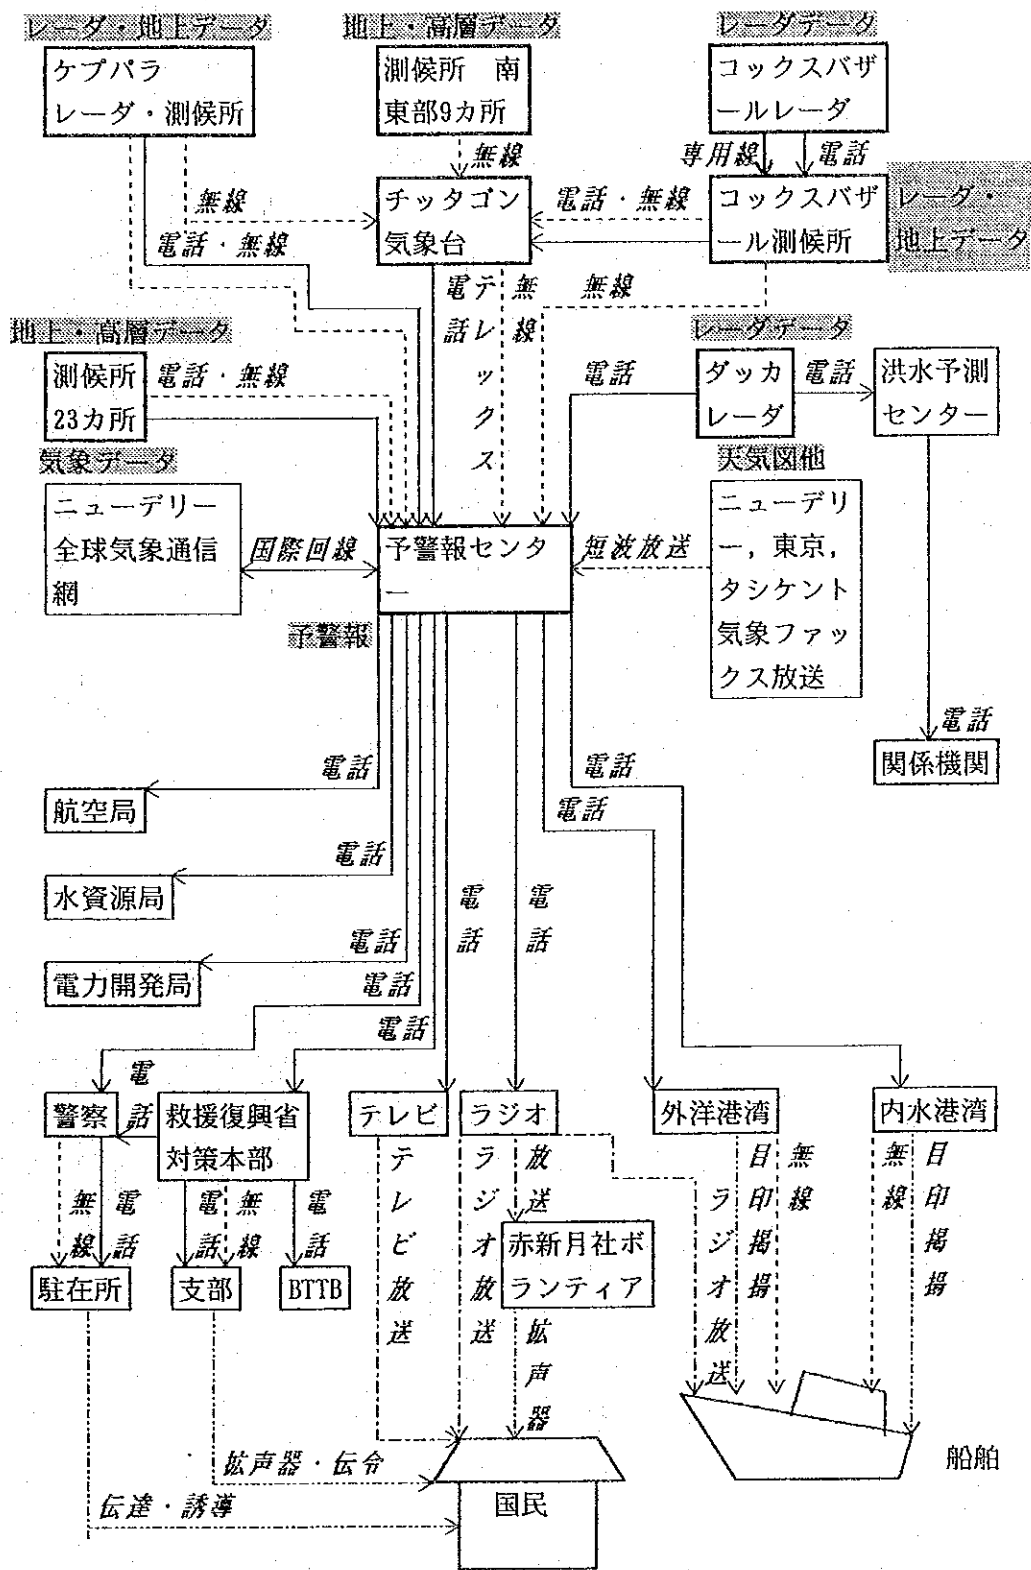 レーダ・地上データ
ケプパラ
レーダ・測候所
地上・高層データ
測候所　南
東部9カ所
レーダデータ
コックスバザ
ールレーダ
無線
専用線
電話
無線
電話・無線
チッタゴン
気象台
電話・無線
コックスバザ
ール測候所
レーダ・
地上データ
電話
テレックス
無線
無線
地上・高層データ
測候所
23カ所
電話・無線
電話
レーダデータ
ダッカ
レーダ
電話
洪水予測
センター
気象データ
ニューデリー
全球気象通信
網
国際回線
予警報センタ
ー
短波放送
天気図他
ニューデリ
ー，東京，
タシケント
気象ファッ
クス放送
予警報
電話
関係機関
電話
航空局
電話
電話
電話
水資源局
電話
電話
電話
電力開発局
電話
電話
電話
警察
救援復興省
対策本部
テレビ
ラジオ
外洋港湾
内水港湾
無線
電話
電話
無線
電話
テレビ放送
ラジオ放送
放送
ラジオ放送
目印掲揚
無線
無線
目印掲揚
駐在所
支部
BTTB
赤新月社ボ
ランティア
拡声器
拡声器・伝令
伝達・誘導
国民
船舶